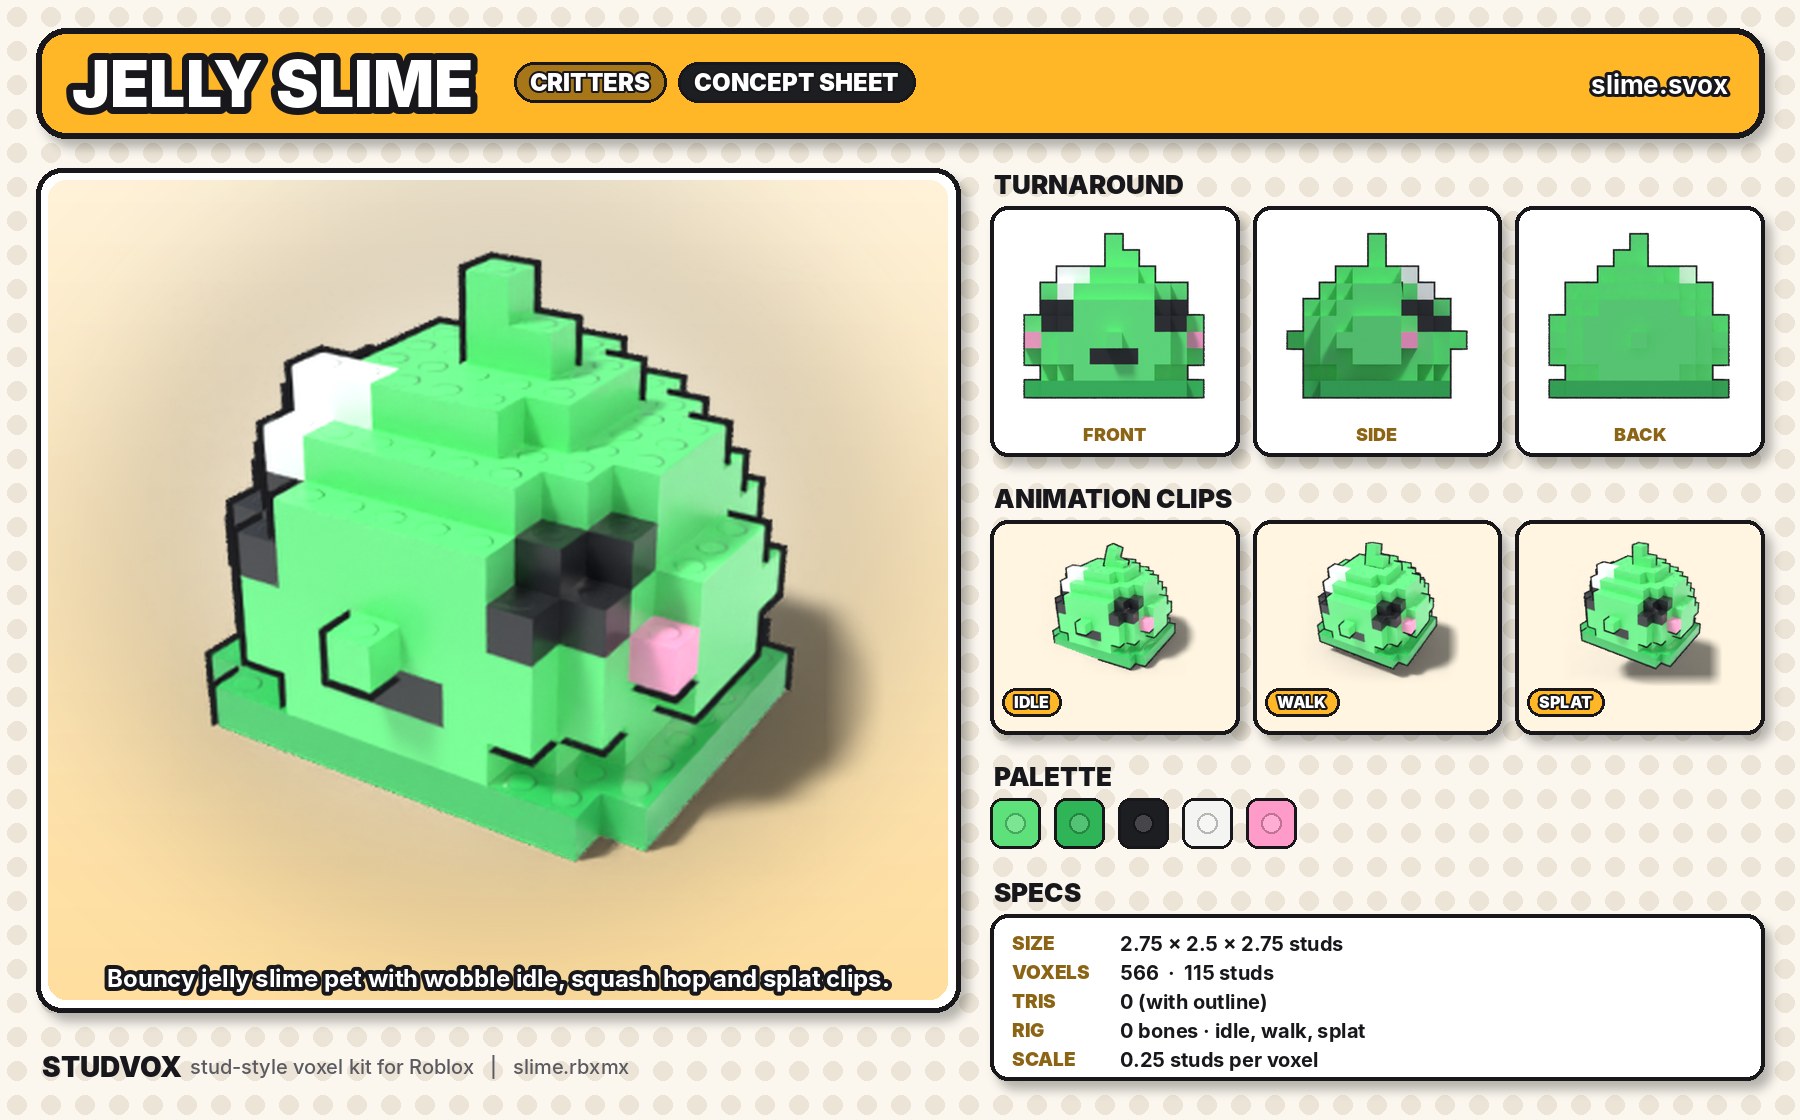 JELLY SLIME
CRITTERS
CONCEPT SHEET
slime.svox
Bouncy jelly slime pet with wobble idle, squash hop and splat clips.
TURNAROUND
FRONT
SIDE
BACK
ANIMATION CLIPS
IDLE
WALK
SPLAT
PALETTE
SPECS
SIZE 2.75 × 2.5 × 2.75 studs
VOXELS 566 · 115 studs
TRIS 0 (with outline)
RIG 0 bones · idle, walk, splat
SCALE 0.25 studs per voxel
STUDVOX stud-style voxel kit for Roblox | slime.rbxmx